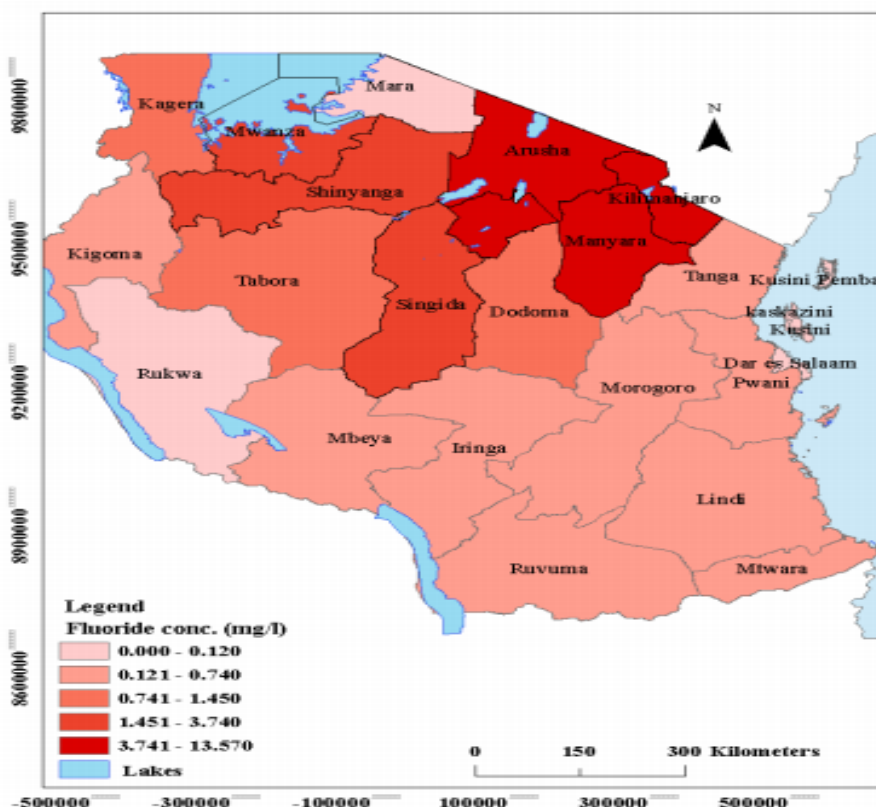 N
Mara
Kagera
Mwanza
Arusha
Shinyanga
Kilimanjaro
Kigoma
Manyara
Tanga
Kusini Pemba
Tabora
Singida
Dodoma
kaskazini
Kusini
Rukwa
Dar es Salaam
Morogoro
Pwani
Mbeya
Iringa
Lindi
Ruvuma
Mtwara
9800000
9500000
9200000
8900000
8600000
Legend
Fluoride conc. (mg/l)
0.000 - 0.120
0.121 - 0.740
0.741 - 1.450
1.451 - 3.740
3.741 - 13.570
Lakes
0 150 300 Kilometers
-500000 -300000 -100000 100000 300000 500000